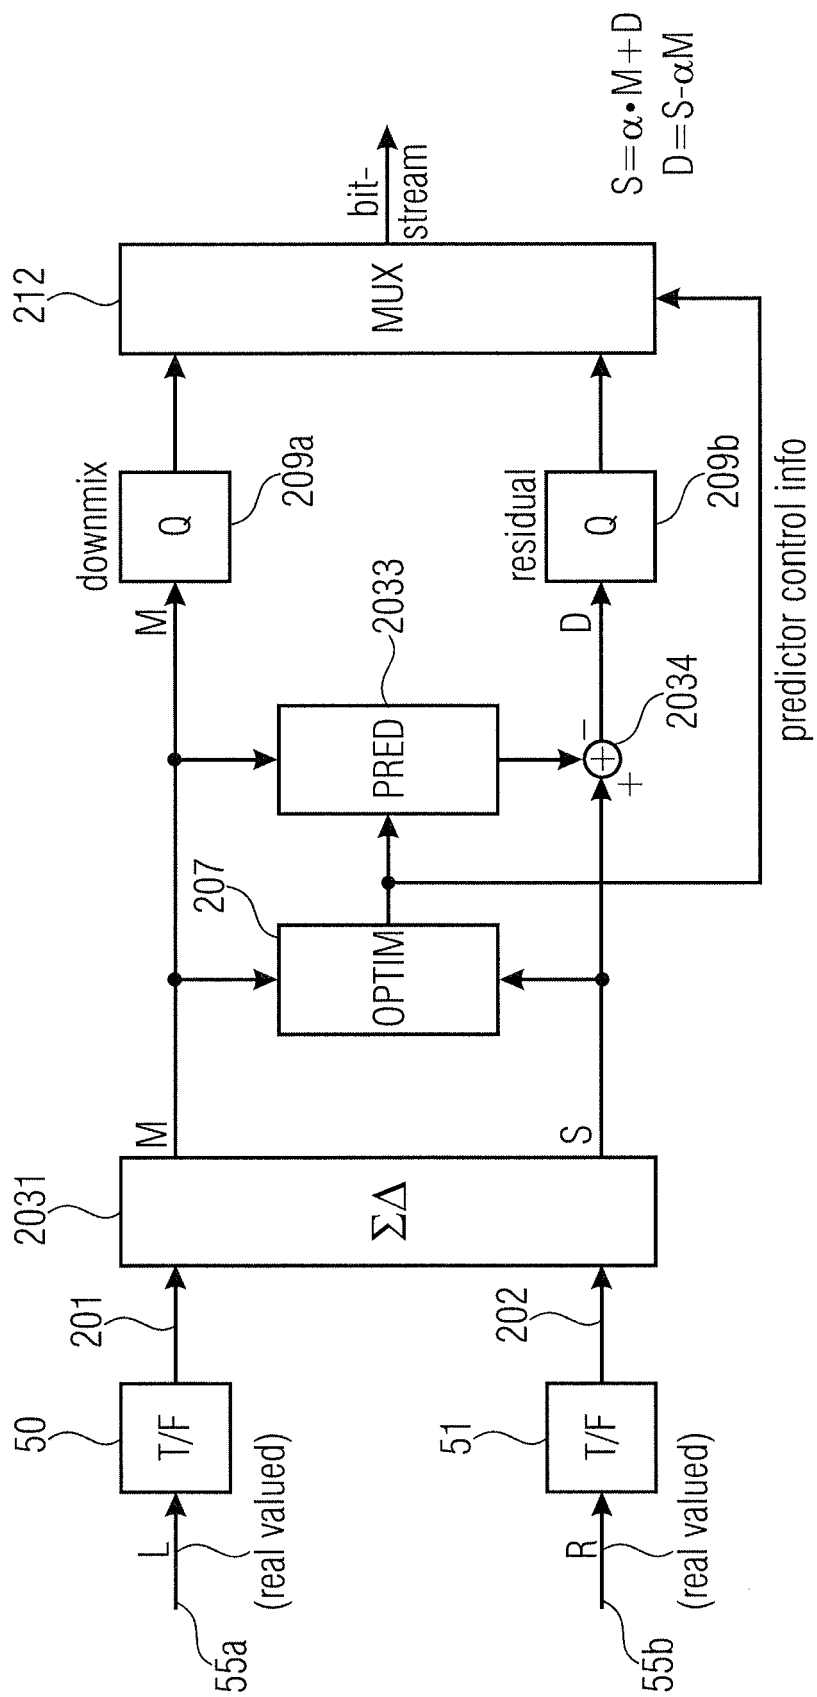 55a
L
(real valued)
50
T/F
201
2031
ΣΔ
M
207
OPTIM
PRED
2033
M
downmix
Q
209a
212
MUX
bit-
stream
55b
R
(real valued)
51
T/F
202
S
+
+
−
2034
D
residual
Q
209b
predictor control info
S=α•M+D
D=S-αM